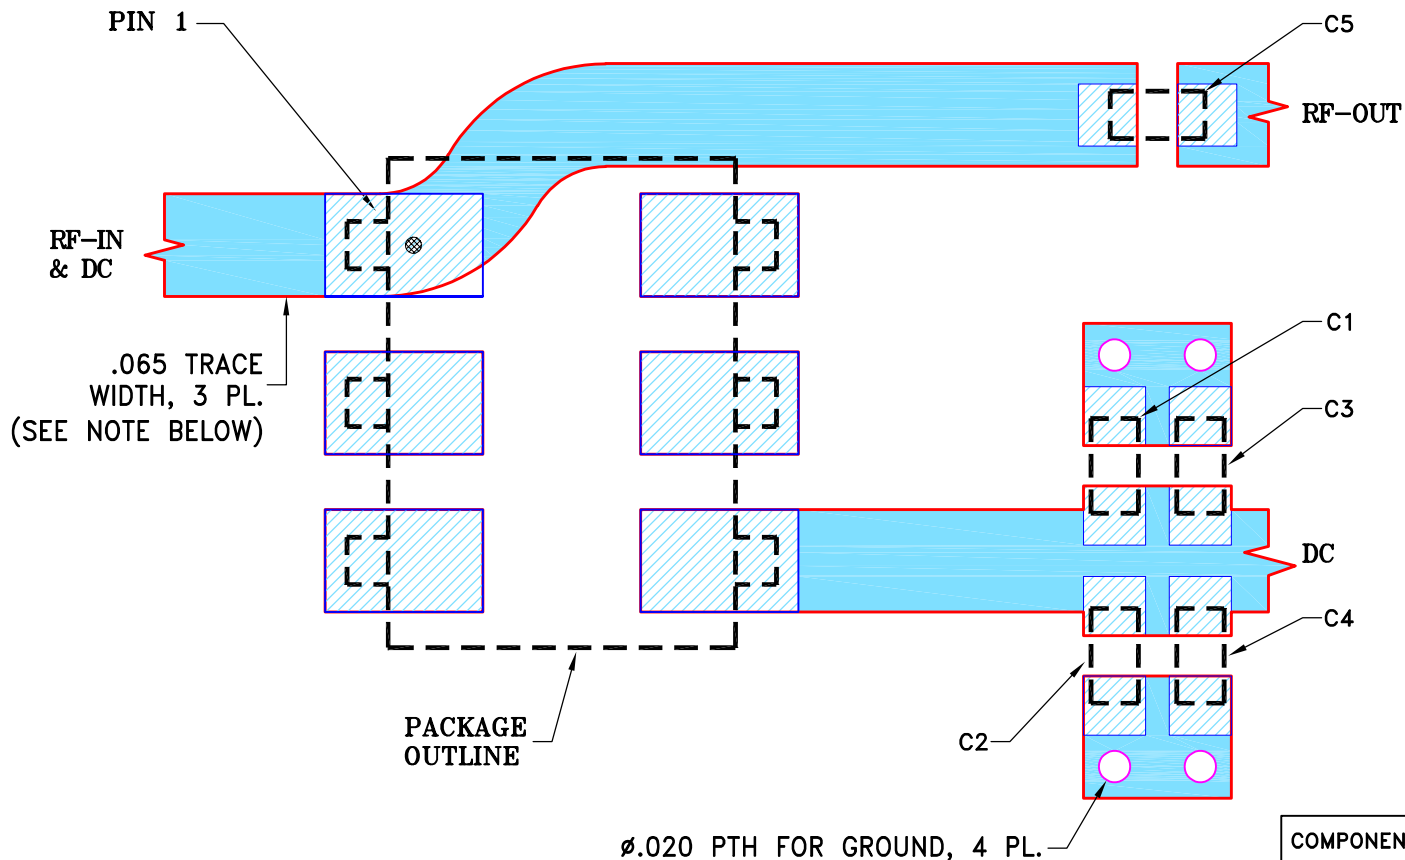 PIN 1
C5
RF-OUT
RF-IN
& DC
.065 TRACE
WIDTH, 3 PL.
(SEE NOTE BELOW)
C1
C3
DC
C4
C2
PACKAGE
OUTLINE
ø.020 PTH FOR GROUND, 4 PL.